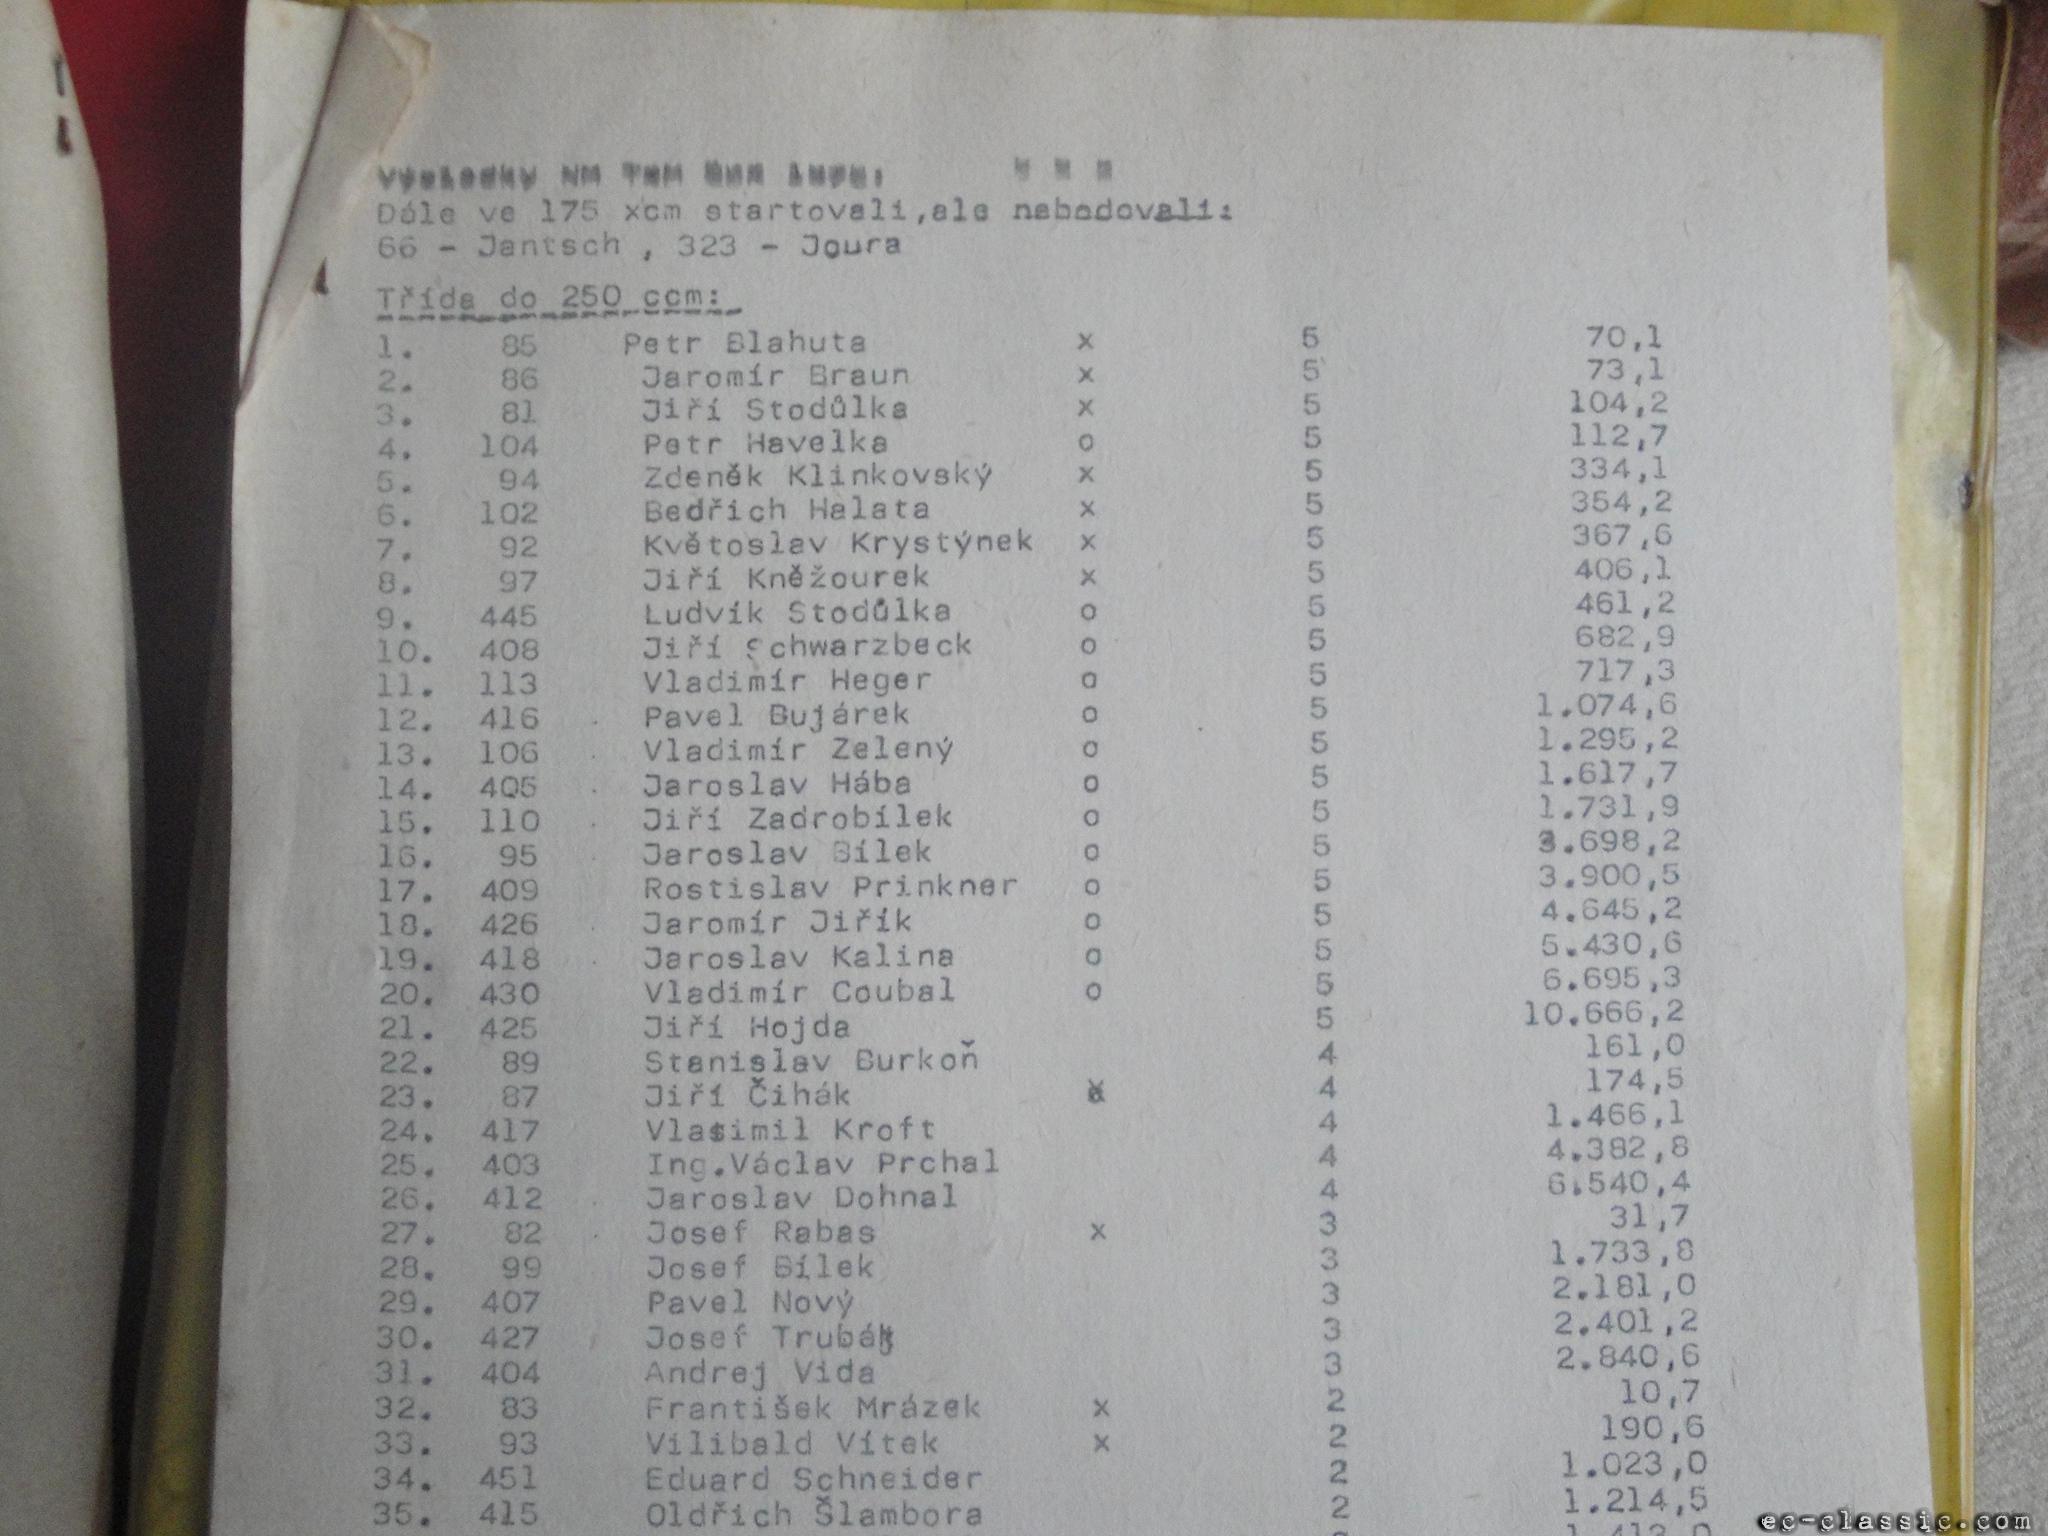 Dále ve 175 xcm startovali,ale nebodovali:
66 - Jantsch , 323 - Joura
Třída do 250 ccm:
1. 85 Petr Blahuta x 5 70,1
2. 86 Jaromír Braun x 5 73,1
3. 81 Jiří Stodůlka x 5 104,2
4. 104 Petr Havelka o 5 112,7
5. 94 Zdeněk Klinkovský x 5 334,1
6. 102 Bedřich Halata x 5 354,2
7. 92 Květoslav Krystýnek x 5 367,6
8. 97 Jiří Kněžourek x 5 406,1
9. 445 Ludvík Stodůlka o 5 461,2
10. 408 Jiří Schwarzbeck o 5 682,9
11. 113 Vladimír Heger o 5 717,3
12. 416 Pavel Bujárek o 5 1.074,6
13. 106 Vladimír Zelený o 5 1.295,2
14. 405 Jaroslav Hába o 5 1.617,7
15. 110 Jiří Zadrobílek o 5 1.731,9
16. 95 Jaroslav Bílek o 5 3.698,2
17. 409 Rostislav Prinkner o 5 3.900,5
18. 426 Jaromír Jiřík o 5 4.645,2
19. 418 Jaroslav Kalina o 5 5.430,6
20. 430 Vladimír Coubal o 5 6.695,3
21. 425 Jiří Hojda 5 10.666,2
22. 89 Stanislav Burkoň 4 161,0
23. 87 Jiří Čihák x 4 174,5
24. 417 Vlasimil Kroft 4 1.466,1
25. 403 Ing.Václav Prchal 4 4.382,8
26. 412 Jaroslav Dohnal 4 6.540,4
27. 82 Josef Rabas x 3 31,7
28. 99 Josef Bílek 3 1.733,8
29. 407 Pavel Nový 3 2.181,0
30. 427 Josef Trubák 3 2.401,2
31. 404 Andrej Vida 3 2.840,6
32. 83 František Mrázek x 2 10,7
33. 93 Vilibald Vítek x 2 190,6
34. 451 Eduard Schneider 2 1.023,0
35. 415 Oldřich Šlambora 2 1.214,5
ec-classic.com